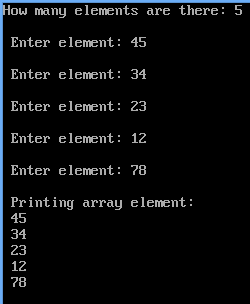 How many elements are there: 5
Enter element: 45
Enter element: 34
Enter element: 23
Enter element: 12
Enter element: 78
Printing array element:
45
34
23
12
78